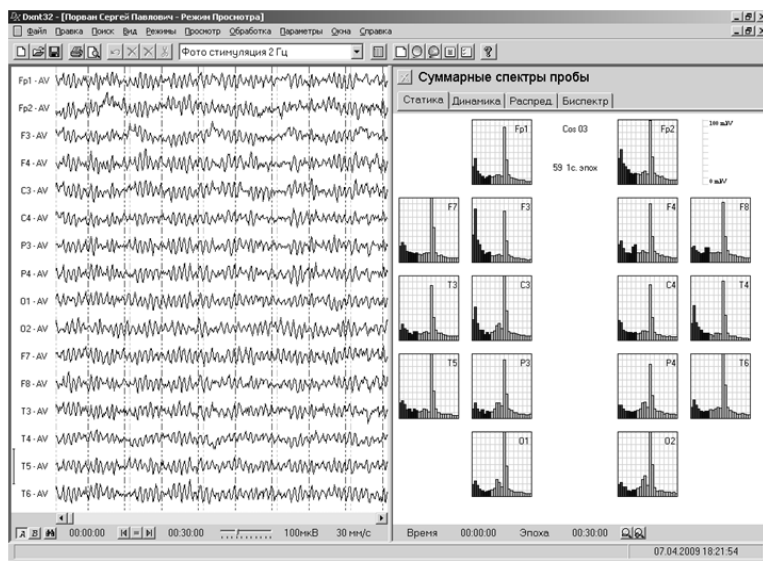 Dxnt32 - [Порван Сергей Павлович - Режим Просмотра]
Файл Правка Поиск Вид Режимы Просмотр Обработка Параметры Окна Справка
Фото стимуляция 2 Гц
Суммарные спектры пробы
Статика Динамика Распред. Биспектр
Fp1 - AV
Fp2 - AV
F3 - AV
F4 - AV
C3 - AV
C4 - AV
P3 - AV
P4 - AV
O1 - AV
O2 - AV
F7 - AV
F8 - AV
T3 - AV
T4 - AV
T5 - AV
T6 - AV
Fp1 Cos 03 Fp2
59 1с. эпох
0 мкV
F7 F3 F4 F8
T3 C3 C4 T4
T5 P3 P4 T6
O1 O2
A B 00:00:00 00:30:00 100мкВ 30 мм/с
Время 00:00:00 Эпоха 00:30:00
07.04.2009 18:21:54